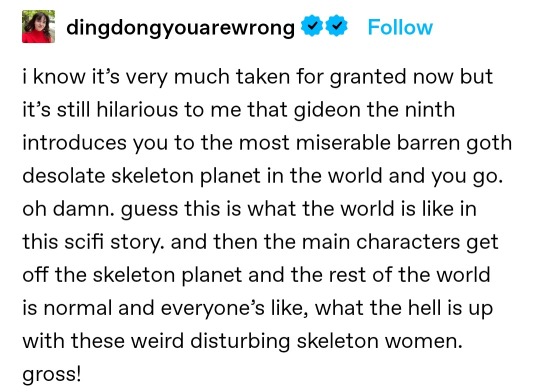 dingdongyouarewrong Follow
i know it's very much taken for granted now but
it's still hilarious to me that gideon the ninth
introduces you to the most miserable barren goth
desolate skeleton planet in the world and you go.
oh damn. guess this is what the world is like in
this scifi story. and then the main characters get
off the skeleton planet and the rest of the world
is normal and everyone's like, what the hell is up
with these weird disturbing skeleton women.
gross!